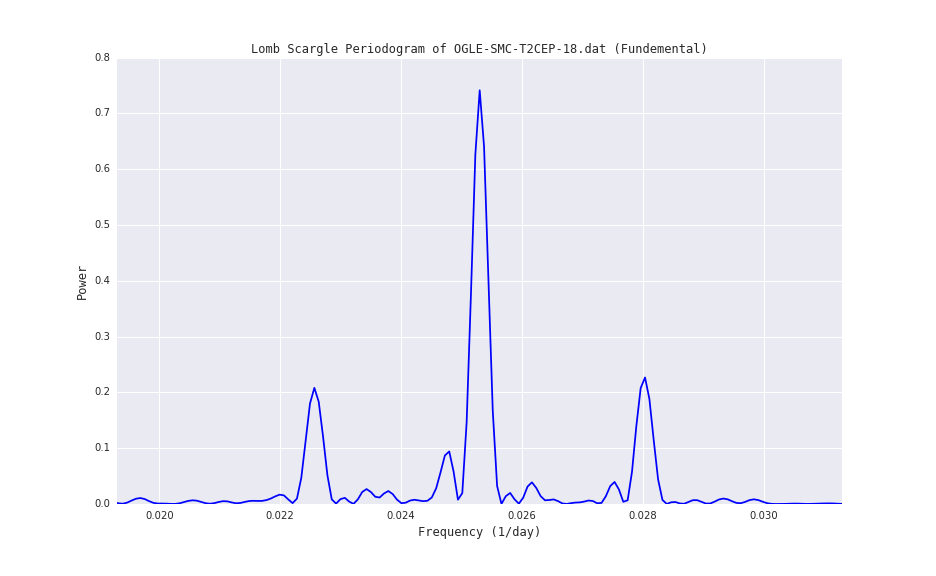 Lomb Scargle Periodogram of OGLE-SMC-T2CEP-18.dat (Fundemental)
0.8
0.7
0.6
0.5
0.4
0.3
0.2
0.1
0.0
Power
0.020 0.022 0.024 0.026 0.028 0.030
Frequency (1/day)